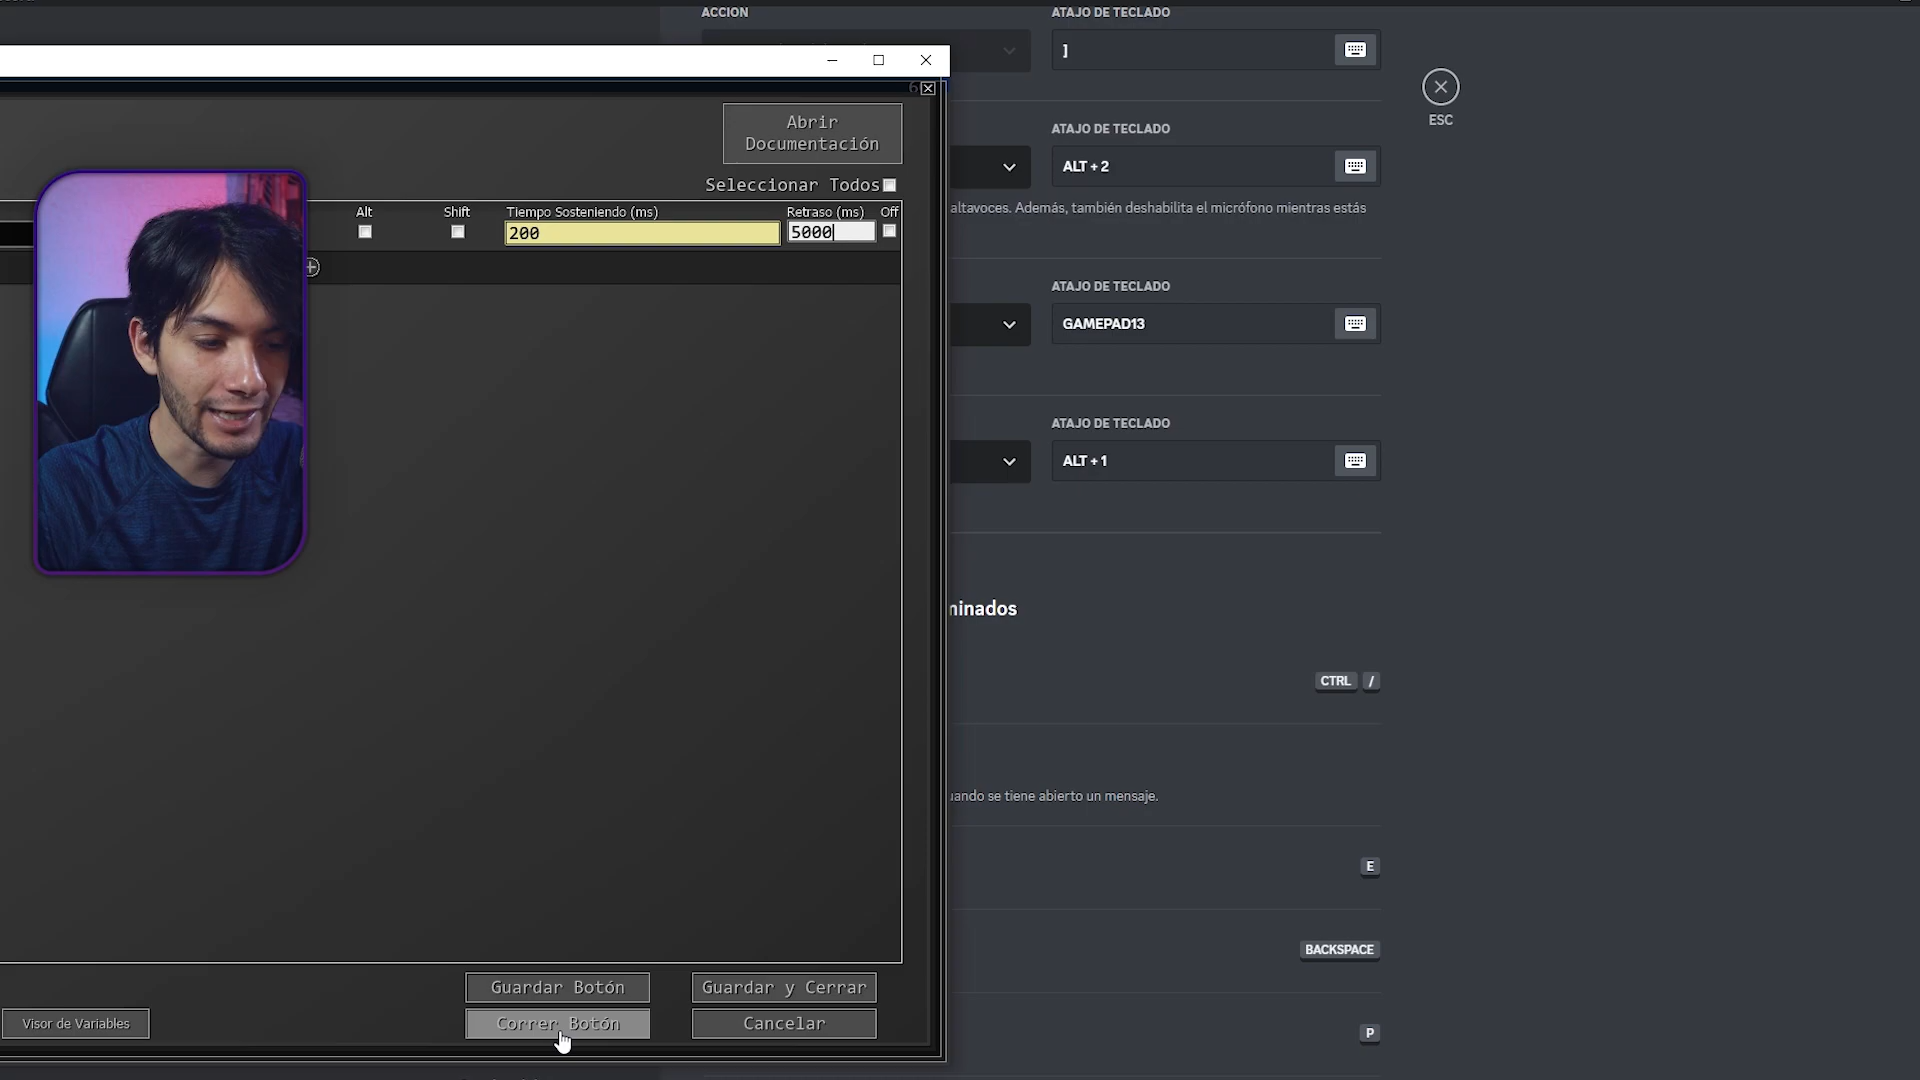 ACCION
ATAJO DE TECLADO
]
ESC
Abrir
Documentación
ATAJO DE TECLADO
ALT + 2
Seleccionar Todos
altavoces. Además, también deshabilita el micrófono mientras estás
Alt
Shift
Tiempo Sosteniendo (ms)
Retraso (ms)
Off
200
5000
ATAJO DE TECLADO
GAMEPAD13
ATAJO DE TECLADO
ALT + 1
minados
CTRL /
uando se tiene abierto un mensaje.
E
BACKSPACE
Guardar Botón
Guardar y Cerrar
Visor de Variables
Correr Botón
Cancelar
P